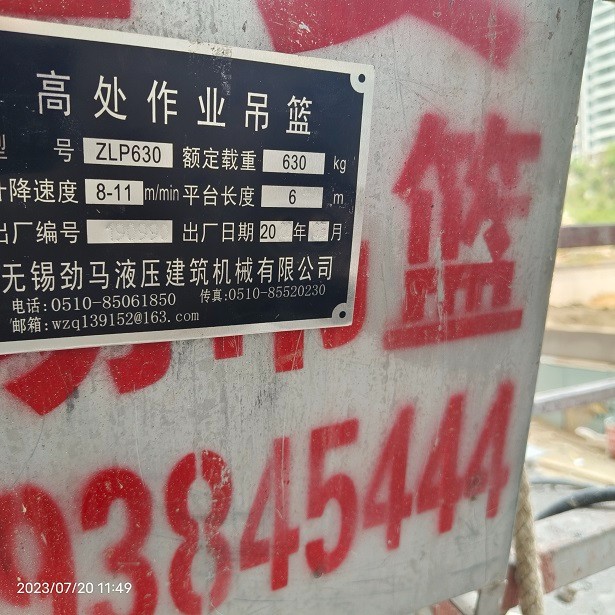 高处作业吊篮
型 号 ZLP630 额定载重 630 kg
升降速度 8-11 m/min 平台长度 6 m
出厂编号 出厂日期 20 年 月
无锡劲马液压建筑机械有限公司
电话:0510-85061850 传真:0510-85520230
邮箱:wzq139152@163.com
篮
93845444
2023/07/20 11:49